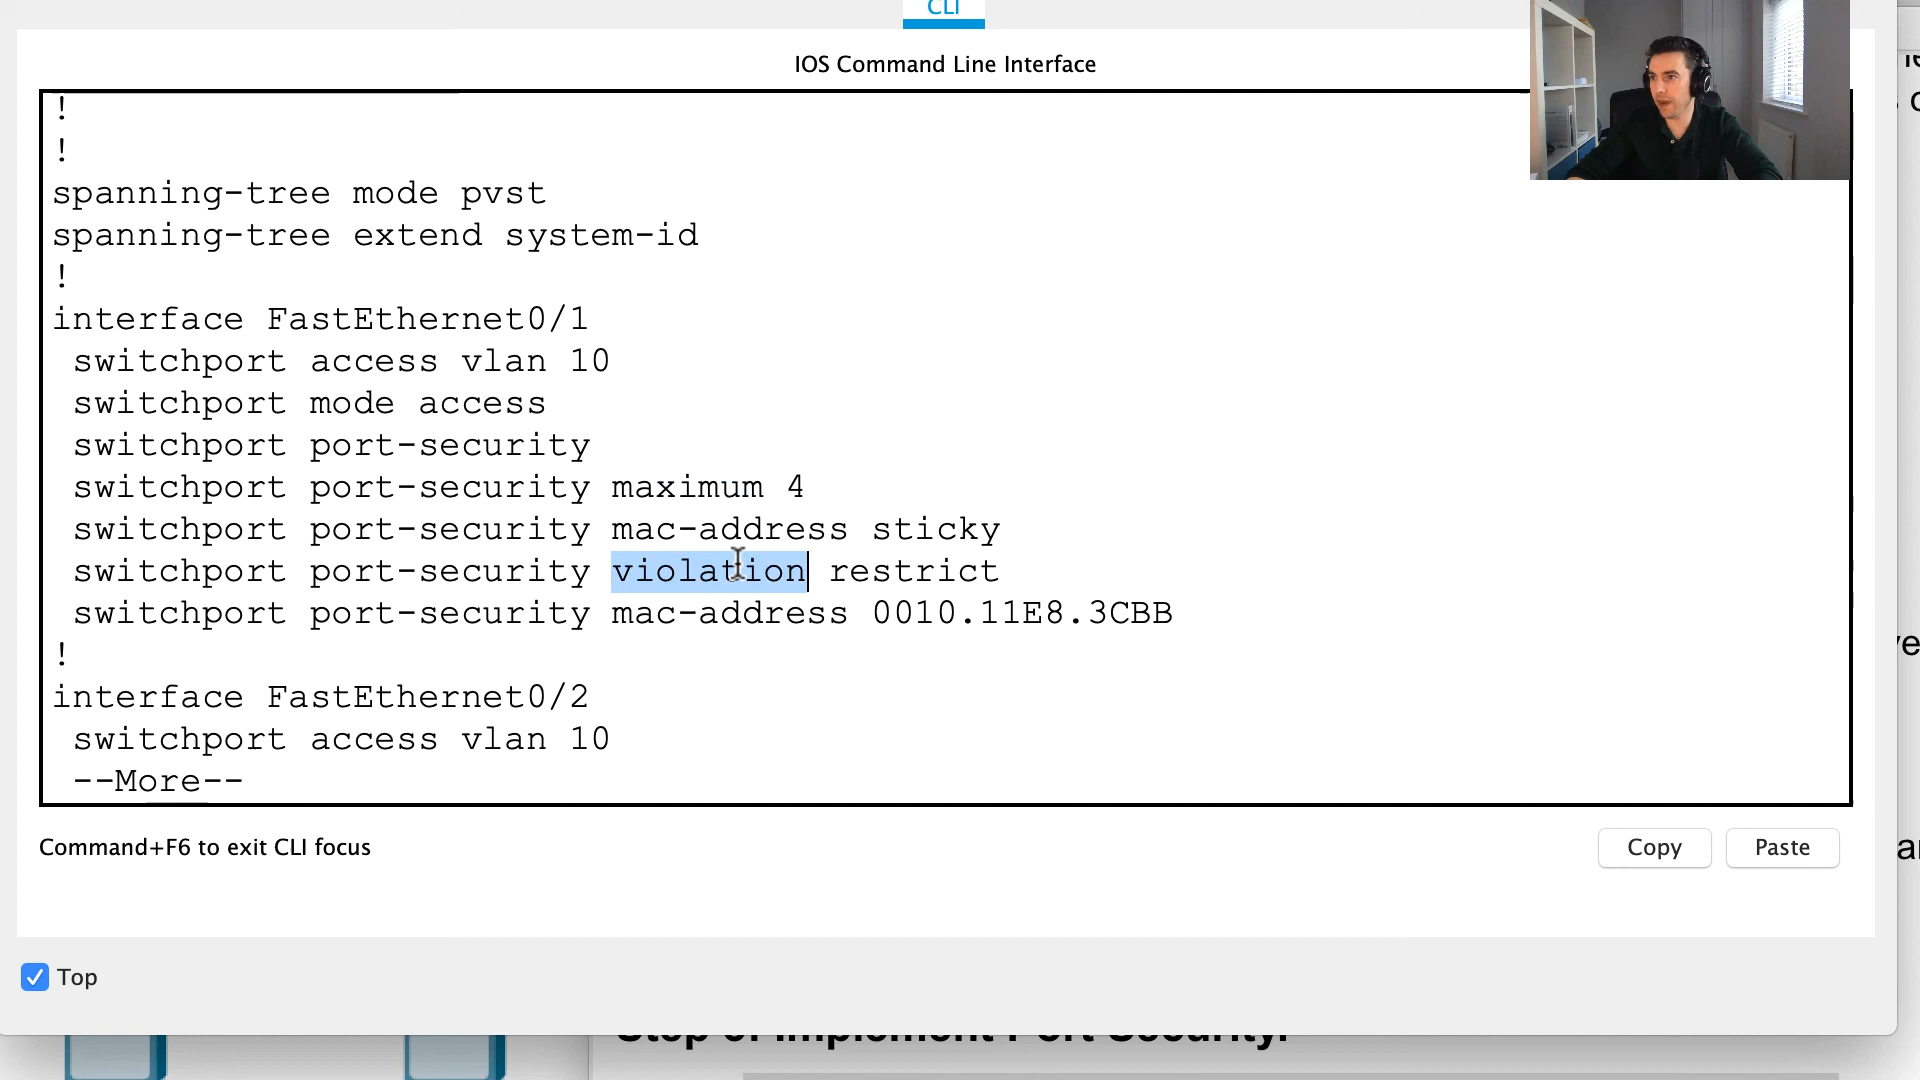 CLI
IOS Command Line Interface
!
!
spanning-tree mode pvst
spanning-tree extend system-id
!
interface FastEthernet0/1
switchport access vlan 10
switchport mode access
switchport port-security
switchport port-security maximum 4
switchport port-security mac-address sticky
switchport port-security violation restrict
switchport port-security mac-address 0010.11E8.3CBB
!
interface FastEthernet0/2
switchport access vlan 10
--More--
Command+F6 to exit CLI focus
Copy
Paste
Top
Implement Port Security.